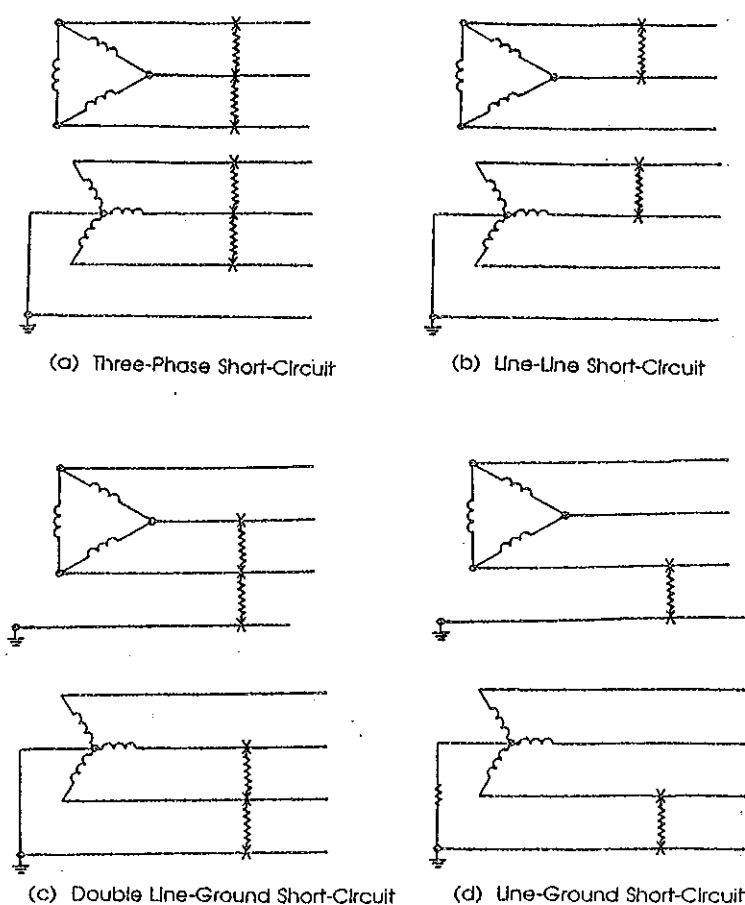 (a) Three-Phase Short-Circuit
(b) Line-Line Short-Circuit
(c) Double Line-Ground Short-Circuit
(d) Line-Ground Short-Circuit